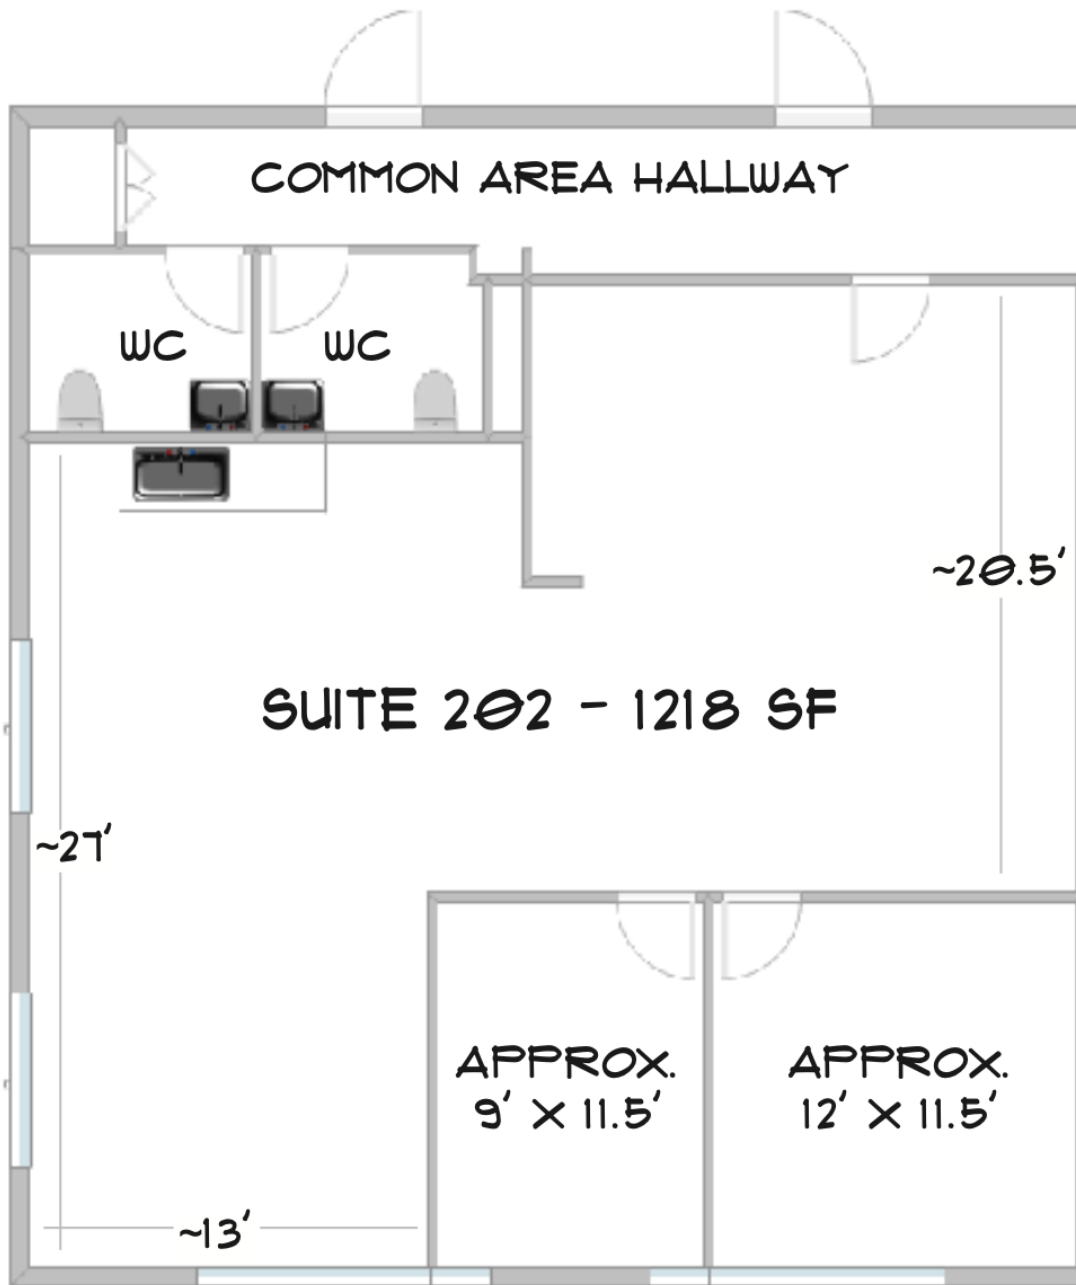 COMMON AREA HALLWAY
WC WC
~20.5'
SUITE 202 - 1218 SF
~27'
APPROX. APPROX.
9' X 11.5' 12' X 11.5'
~13'